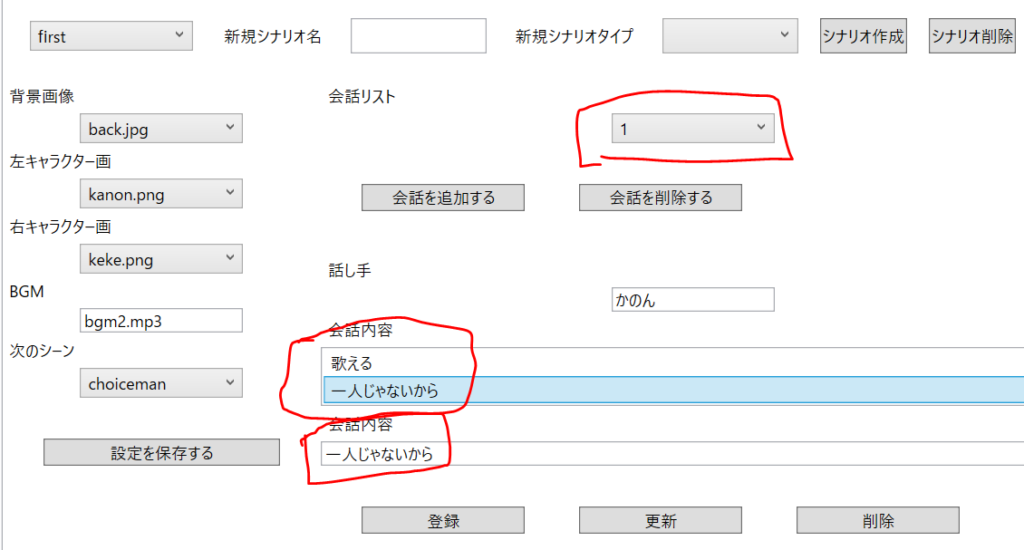 first 新規シナリオ名 新規シナリオタイプ シナリオ作成 シナリオ削除
背景画像 会話リスト
back.jpg 1
左キャラクター画
kanon.png 会話を追加する 会話を削除する
右キャラクター画
keke.png 話し手
BGM かのん
bgm2.mp3 会話内容
次のシーン 歌える
choiceman 一人じゃないから
会話内容
設定を保存する 一人じゃないから
登録 更新 削除